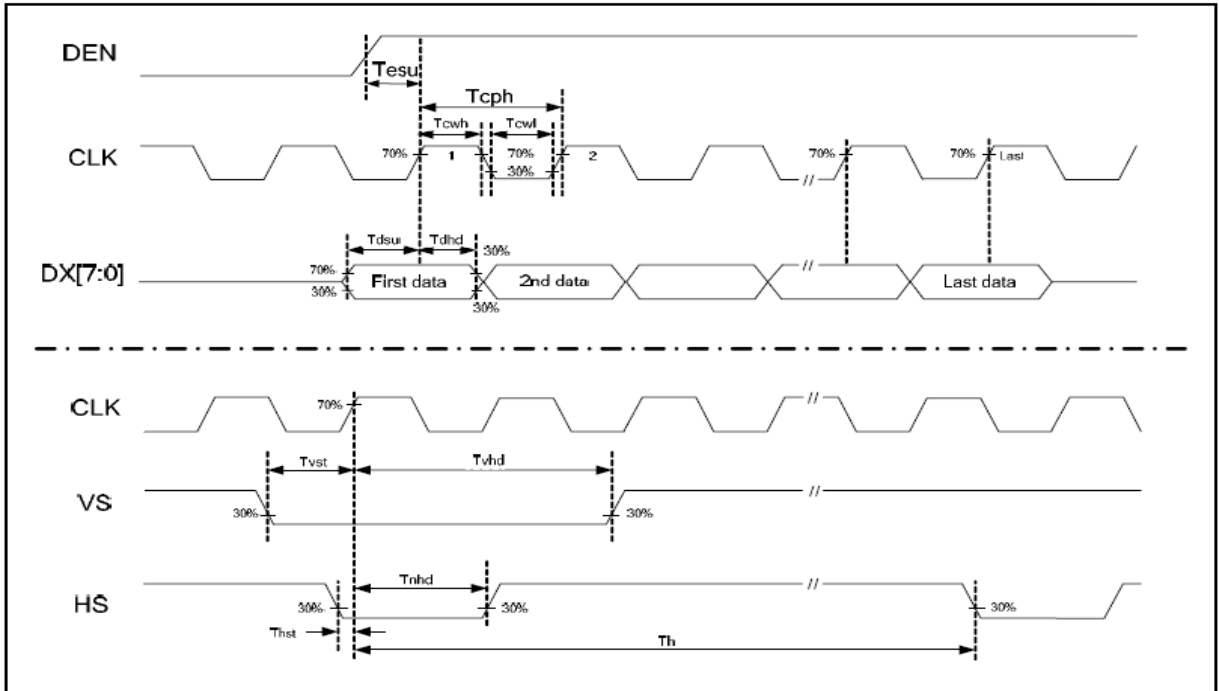 DEN
Tesu
Tcph
Tcwh Tcwl
CLK 70% 1 70% 2 70% 70% Last
30%
//
Tdsu Tdhd 30%
DX[7:0] 70% First data 2nd data // Last data
30% 30%
CLK 70% //
Tvst Tvhd
VS 30% 30% //
Tnhd
HS 30% 30% // 30%
Thst Th